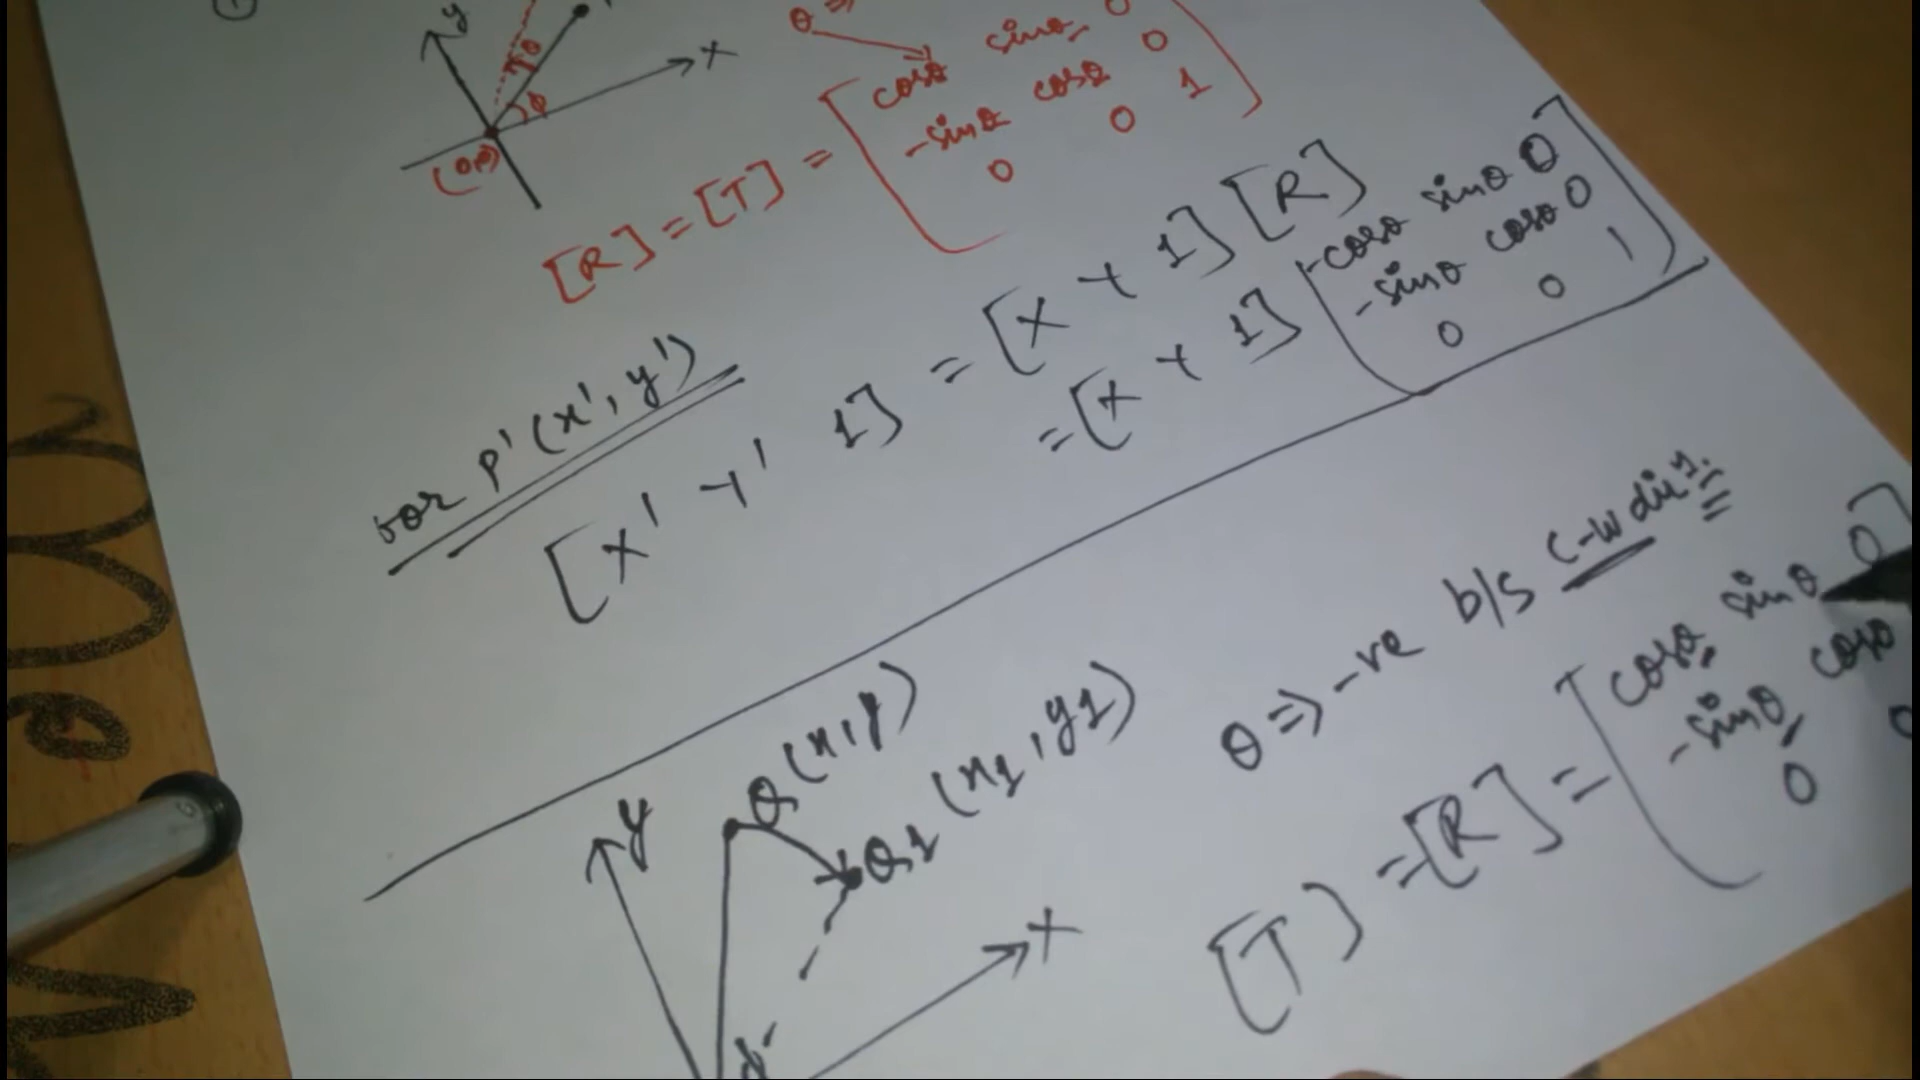 y
θ
X
φ
(0,0)
θ ⇒
[R] = [T] = [cosθ sinθ 0
-sinθ cosθ 0
0 0 1]
for P'(x', y')
[X' Y' 1] = [X Y 1] [R]
= [X Y 1] [cosθ sinθ 0
-sinθ cosθ 0
0 0 1]
y
Q(x,y)
Q1 (x1, y1)
X
θ ⇒ -ve b/s C-W dir.
[T] = [R] = [cosθ sinθ 0]
-sinθ cosθ
0 0